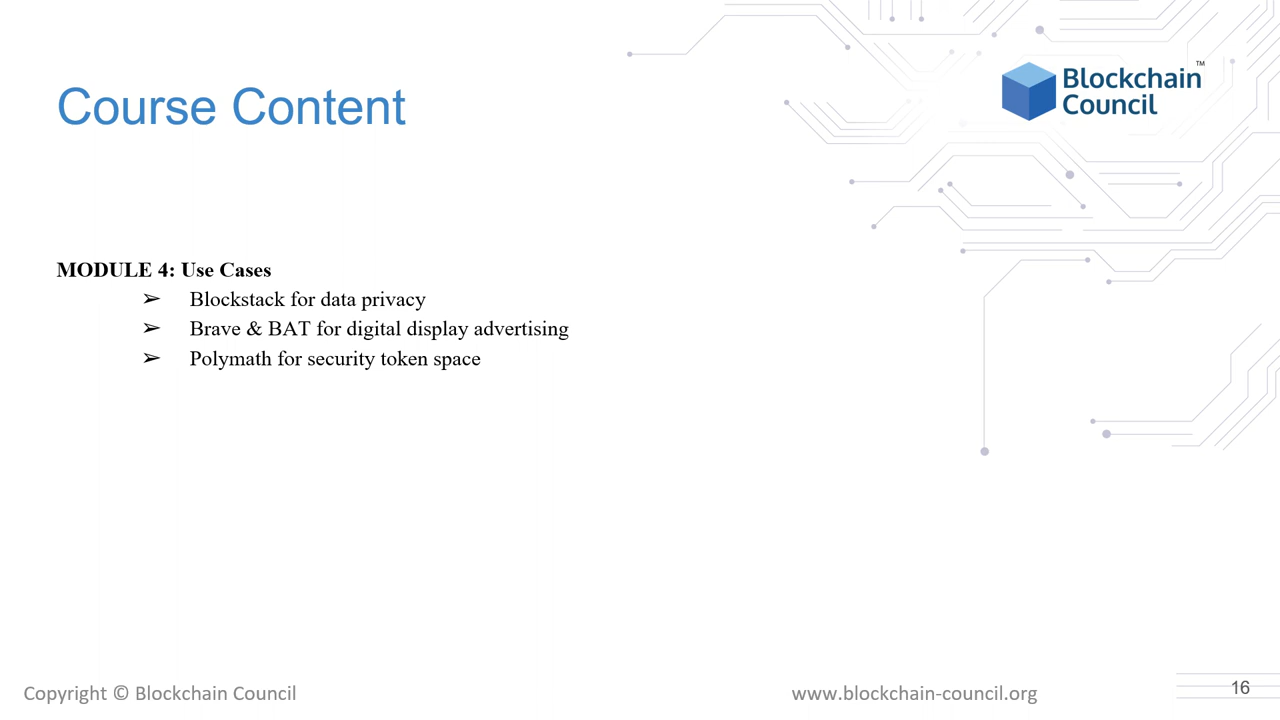 Blockchain
Council
™
Course Content
MODULE 4: Use Cases
➢ Blockstack for data privacy
➢ Brave & BAT for digital display advertising
➢ Polymath for security token space
Copyright © Blockchain Council
www.blockchain-council.org
16